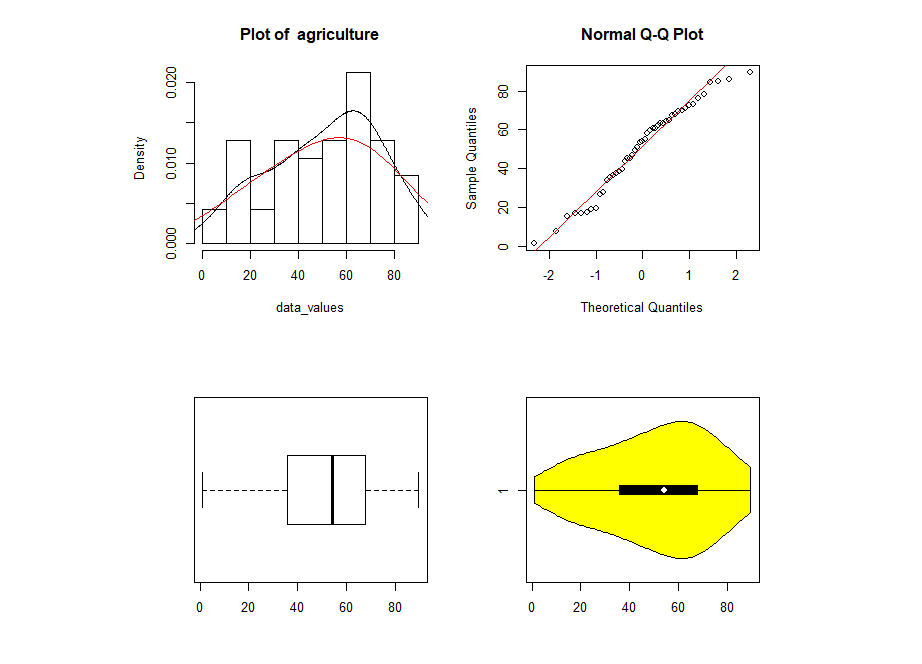 Plot of  agriculture
Density
0.000
0.010
0.020
0 20 40 60 80
data_values
Normal Q-Q Plot
Sample Quantiles
0
20
40
60
80
-2 -1 0 1 2
Theoretical Quantiles
0 20 40 60 80
1
0 20 40 60 80